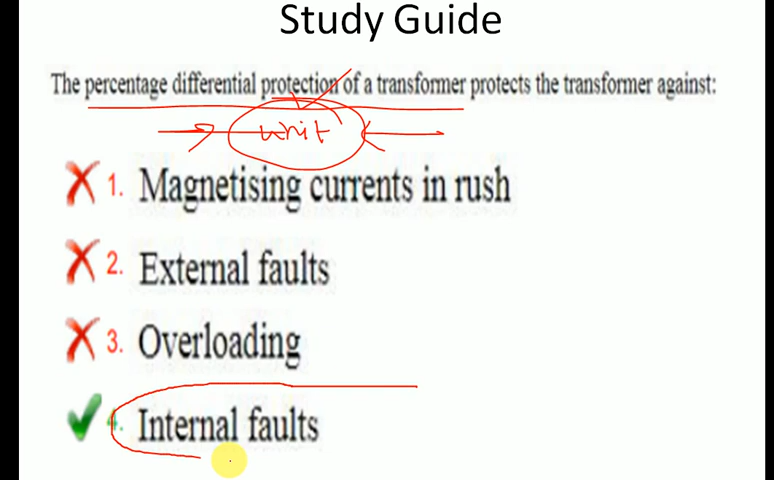 Study Guide
The percentage differential protection of a transformer protects the transformer against:
unit
1. Magnetising currents in rush
2. External faults
3. Overloading
4. Internal faults